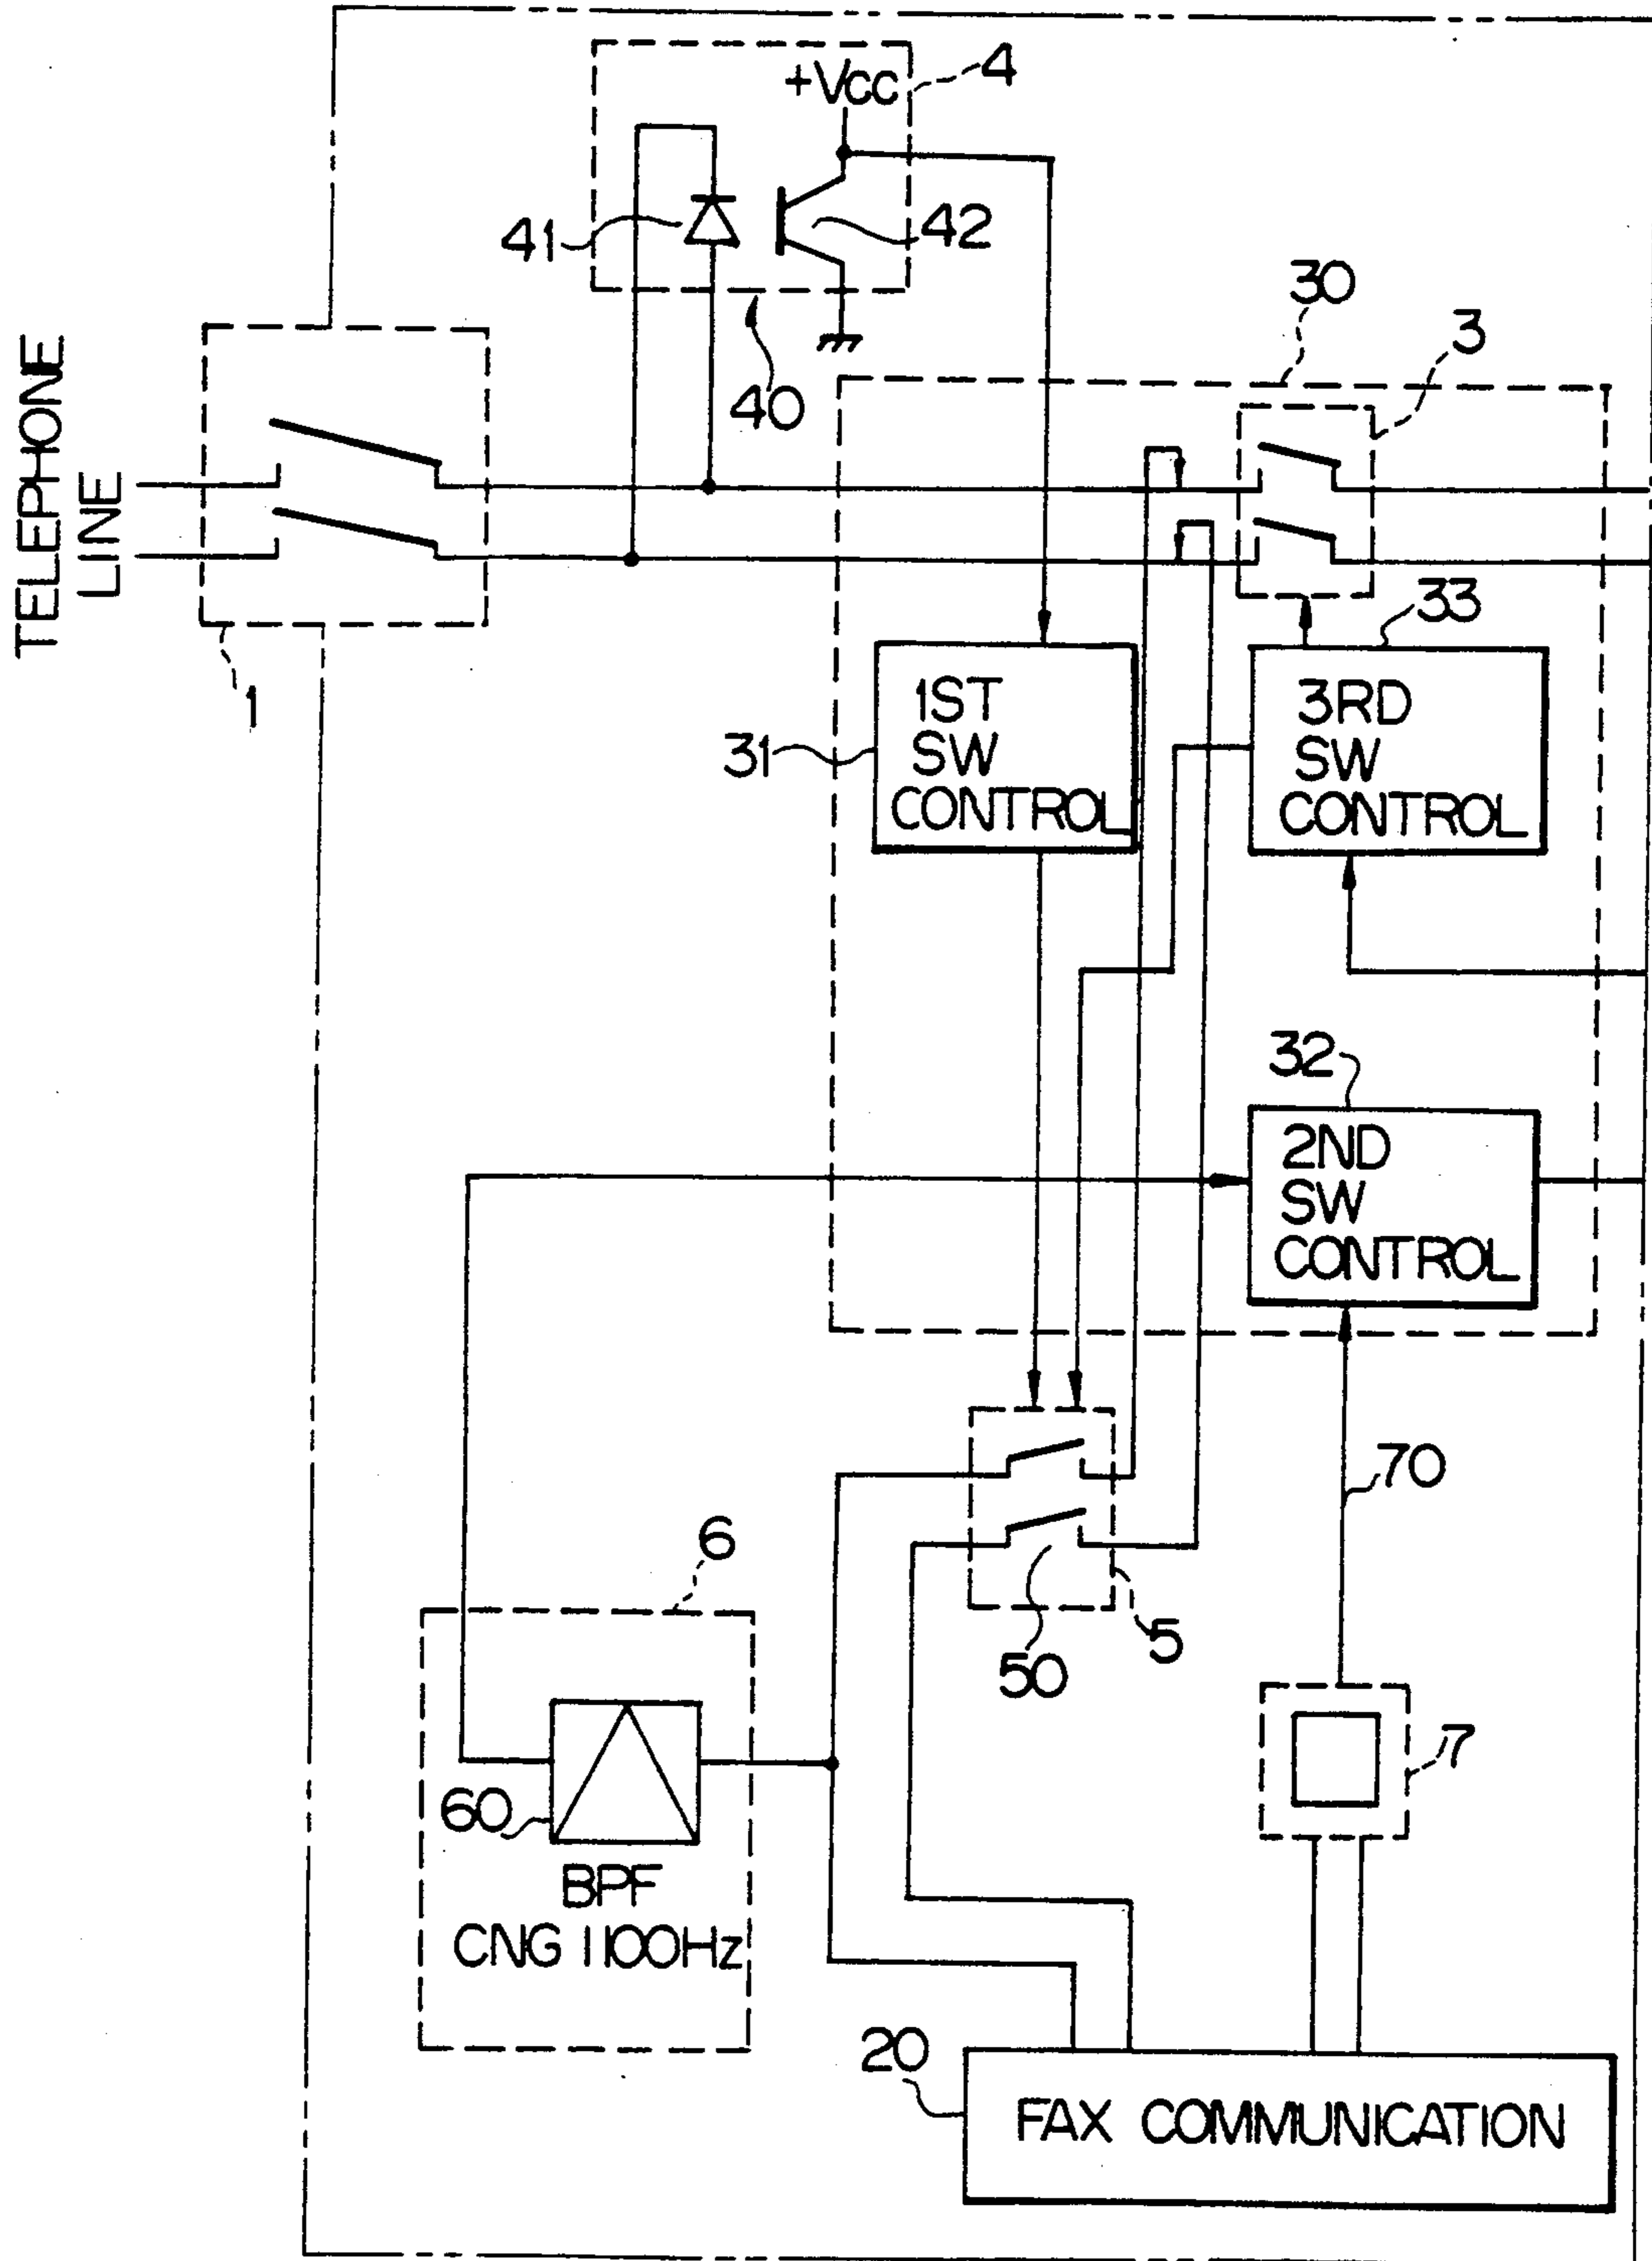 4
+Vcc
41
42
40
30
3
TELEPHONE
LINE
1
33
1ST
SW
CONTROL
31
3RD
SW
CONTROL
32
2ND
SW
CONTROL
70
6
50
5
7
60
BPF
CNG 1100Hz
20
FAX COMMUNICATION